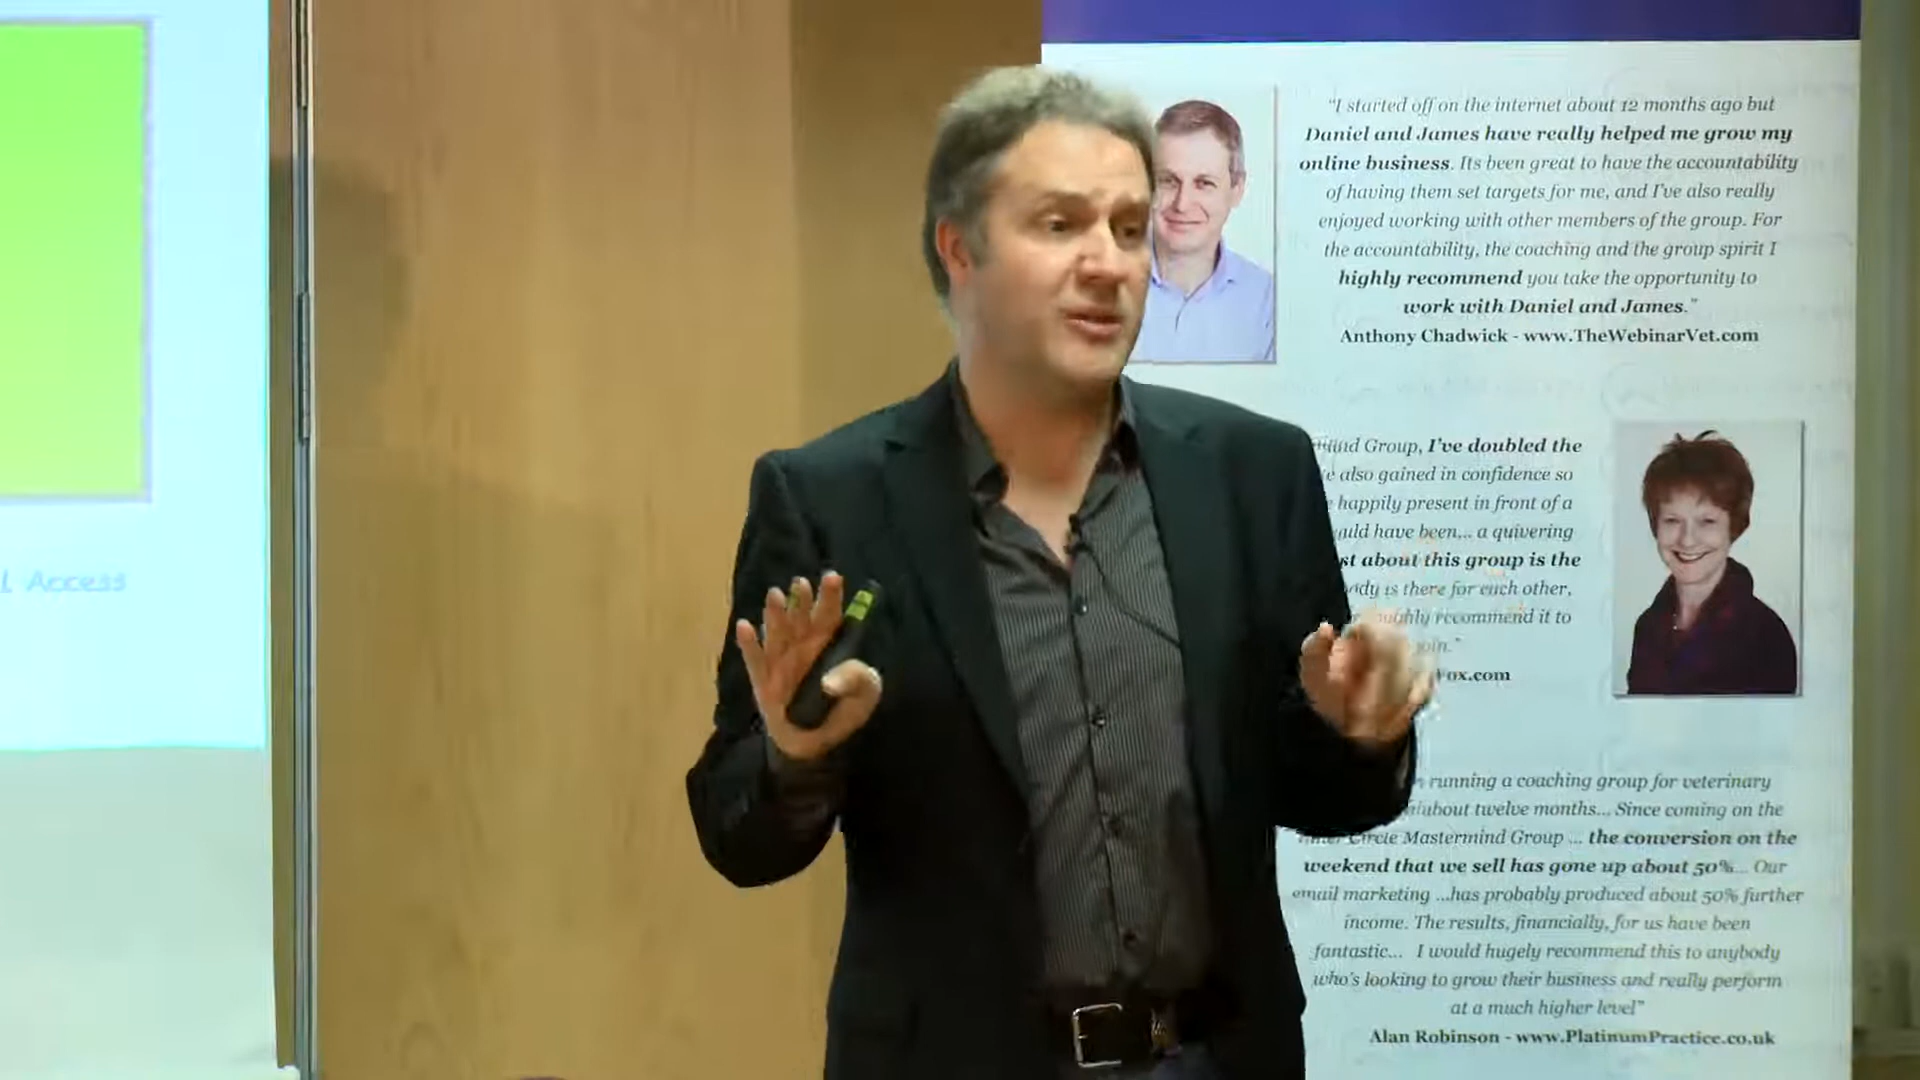 Access
"I started off on the internet about 12 months ago but
Daniel and James have really helped me grow my
online business. Its been great to have the accountability
of having them set targets for me, and I've also really
enjoyed working with other members of the group. For
the accountability, the coaching and the group spirit I
highly recommend you take the opportunity to
work with Daniel and James."
Anthony Chadwick - www.TheWebinarVet.com
Group, I've doubled the
also gained in confidence so
happily present in front of a
have been... a quivering
about this group is the
is there for each other,
recommend it to
join."
running a coaching group for veterinary
about twelve months... Since coming on the
Circle Mastermind Group ... the conversion on the
weekend that we sell has gone up about 50%... Our
email marketing ...has probably produced about 50% further
income. The results, financially, for us have been
fantastic... I would hugely recommend this to anybody
who's looking to grow their business and really perform
at a much higher level"
Alan Robinson - www.PlatinumPractice.co.uk